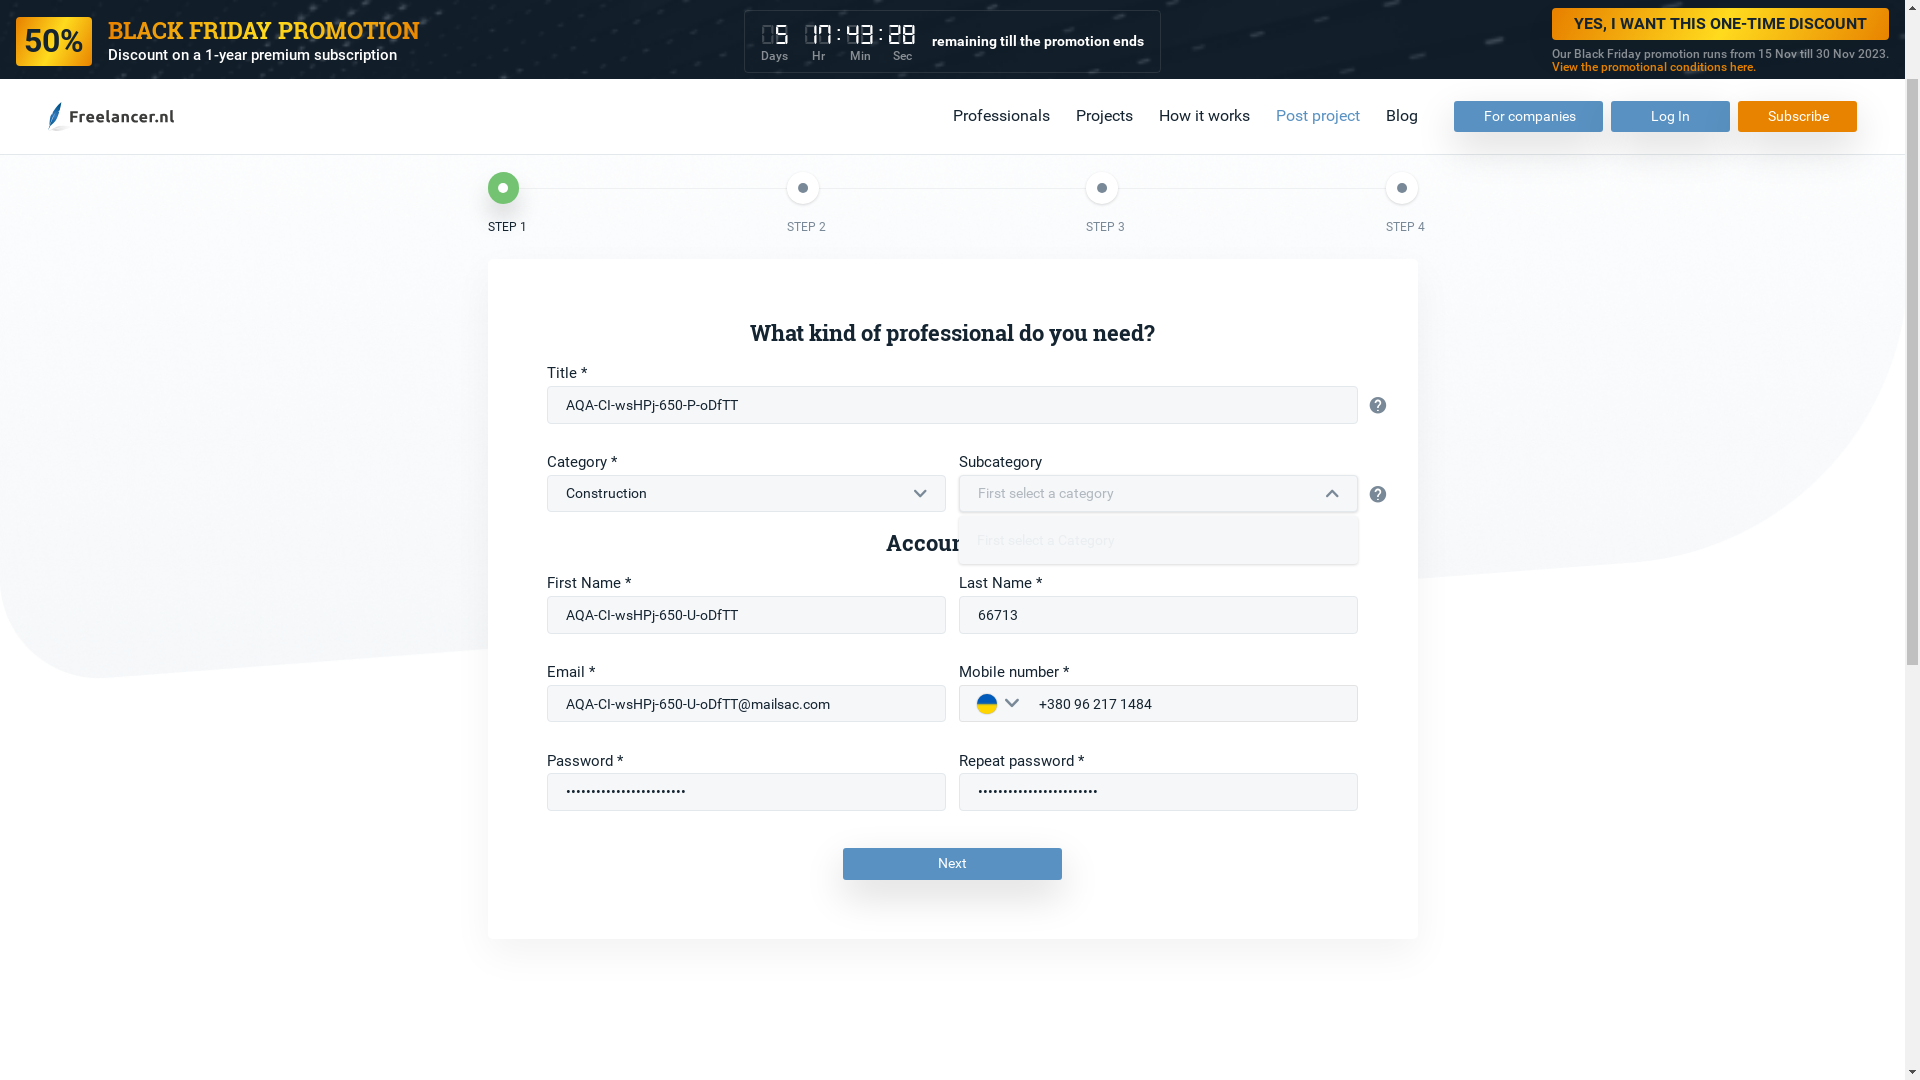 50%
BLACK FRIDAY PROMOTION
Discount on a 1-year premium subscription
5 17:43:28
Days Hr Min Sec
remaining till the promotion ends
YES, I WANT THIS ONE-TIME DISCOUNT
Our Black Friday promotion runs from 15 Nov till 30 Nov 2023.
View the promotional conditions here.
Freelancer.nl
Professionals
Projects
How it works
Post project
Blog
For companies
Log In
Subscribe
STEP 1
STEP 2
STEP 3
STEP 4
What kind of professional do you need?
Title *
AQA-CI-wsHPj-650-P-oDfTT
?
Category *
Subcategory
Construction
First select a category
?
First select a Category
Accoun
First Name *
Last Name *
AQA-CI-wsHPj-650-U-oDfTT
66713
Email *
Mobile number *
AQA-CI-wsHPj-650-U-oDfTT@mailsac.com
+380 96 217 1484
Password *
Repeat password *
••••••••••••••••••••••••
••••••••••••••••••••••••
Next